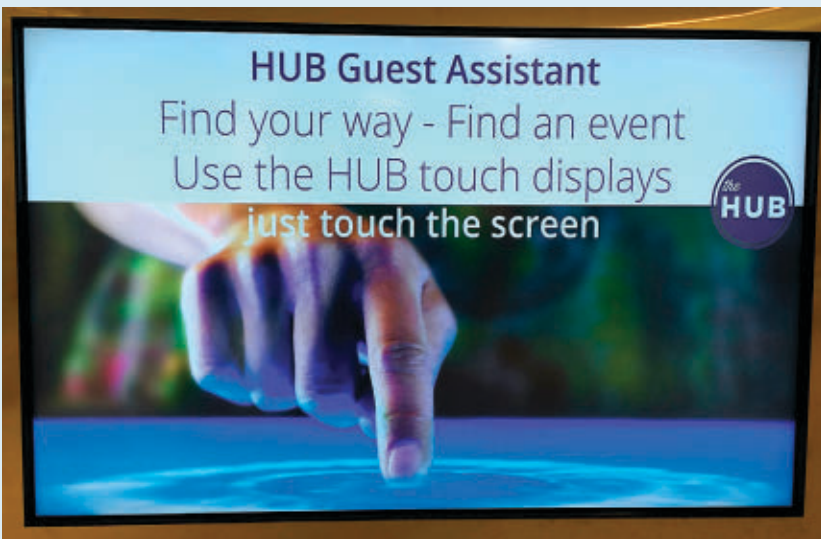 HUB Guest Assistant
Find your way - Find an event
Use the HUB touch displays
just touch the screen
the
HUB